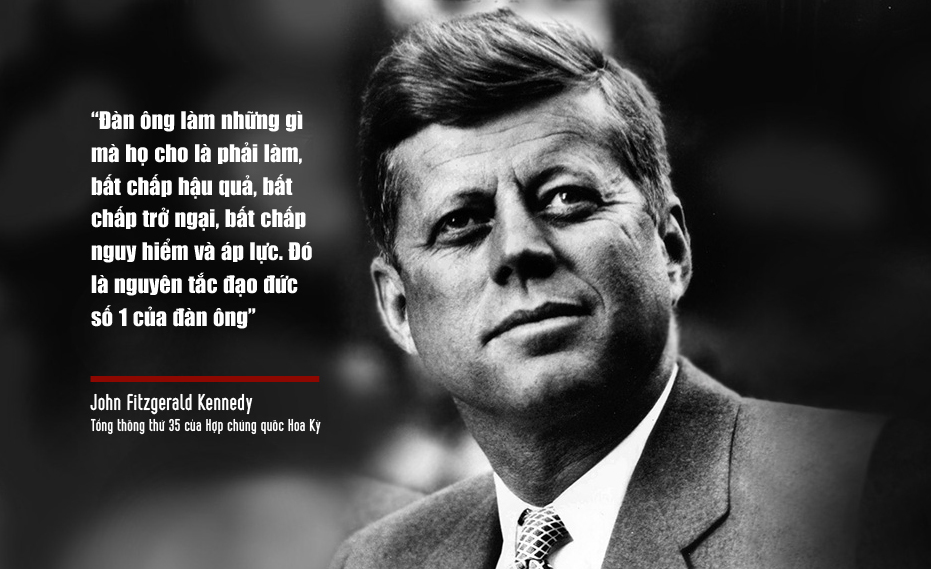 “Đàn ông làm những gì
mà họ cho là phải làm,
bất chấp hậu quả, bất
chấp trở ngại, bất chấp
nguy hiểm và áp lực. Đó
là nguyên tắc đạo đức
số 1 của đàn ông”
John Fitzgerald Kennedy
Tổng thống thứ 35 của Hợp chúng quốc Hoa Kỳ